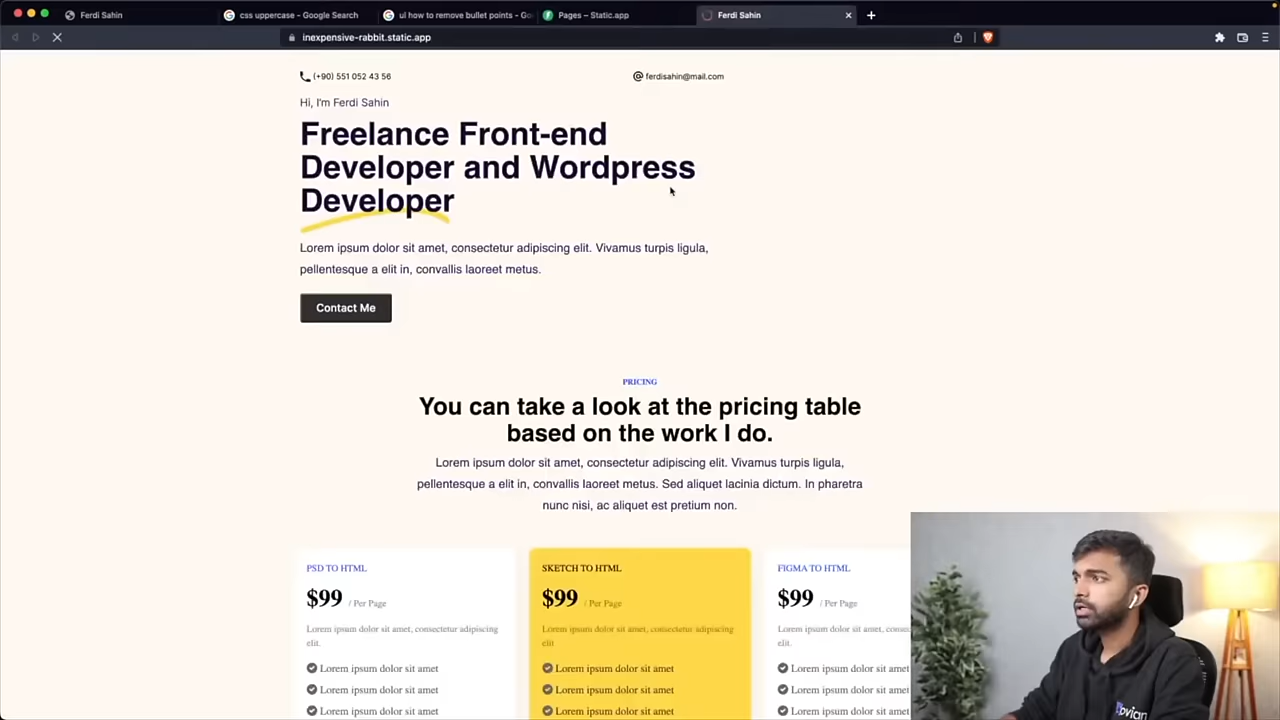 Ferdi Sahin
css uppercase - Google Search
ul how to remove bullet points - Go
Pages – Static.app
Ferdi Sahin
inexpensive-rabbit.static.app
(+90) 551 052 43 56
ferdisahin@mail.com
Hi, I'm Ferdi Sahin
Freelance Front-end
Developer and Wordpress
Developer
Lorem ipsum dolor sit amet, consectetur adipiscing elit. Vivamus turpis ligula,
pellentesque a elit in, convallis laoreet metus.
Contact Me
PRICING
You can take a look at the pricing table
based on the work I do.
Lorem ipsum dolor sit amet, consectetur adipiscing elit. Vivamus turpis ligula,
pellentesque a elit in, convallis laoreet metus. Sed aliquet lacinia dictum. In pharetra
nunc nisi, ac aliquet est pretium non.
PSD TO HTML
$99 / Per Page
Lorem ipsum dolor sit amet, consectetur adipiscing
elit.
Lorem ipsum dolor sit amet
Lorem ipsum dolor sit amet
Lorem ipsum dolor sit amet
SKETCH TO HTML
$99 / Per Page
Lorem ipsum dolor sit amet, consectetur adipiscing
elit
Lorem ipsum dolor sit amet
Lorem ipsum dolor sit amet
Lorem ipsum dolor sit amet
FIGMA TO HTML
$99 / Per Page
Lorem ipsum dolor sit amet, consec
elit.
Lorem ipsum dolor sit amet
Lorem ipsum dolor sit amet
Lorem ipsum dolor sit amet